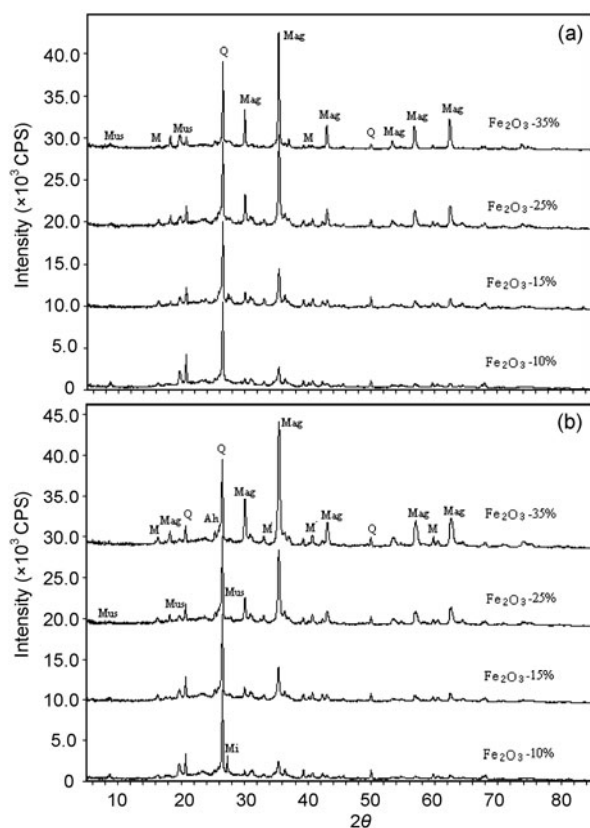 (a)
Intensity (×10³ CPS)
40.0
30.0
25.0
20.0
15.0
10.0
5.0
0
Mag
Q
Mag
Mag
Mag
Mus
M
Mus
M
Q
Mag
Fe₂O₃-35%
Fe₂O₃-25%
Fe₂O₃-15%
Fe₂O₃-10%
(b)
Intensity (×10³ CPS)
45.0
40.0
35.0
30.0
25.0
20.0
15.0
10.0
5.0
0.0
Mag
Q
Mag
Q
Ah
M
Mag
M
M
Mag
Q
Mag
M
Mag
Fe₂O₃-35%
Mus
Mus
Mus
Fe₂O₃-25%
Fe₂O₃-15%
Mi
Fe₂O₃-10%
10 20 30 40 50 60 70 80
2θ